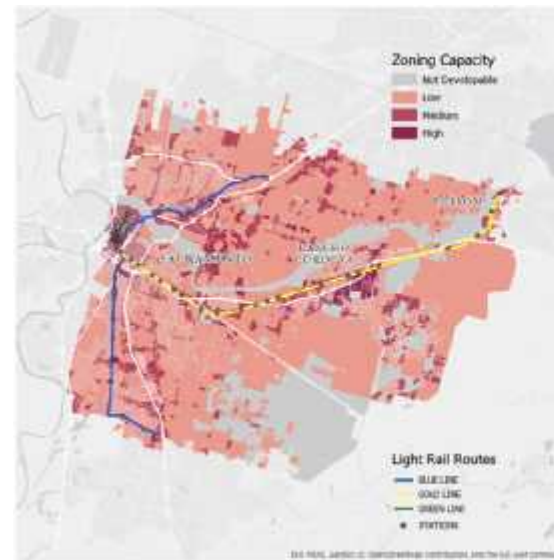 Zoning Capacity
Not Developable
Low
Medium
High
FOLSOM
RANCHO
CORDOVA
SACRAMENTO
Light Rail Routes
BLUE LINE
GOLD LINE
GREEN LINE
STATIONS